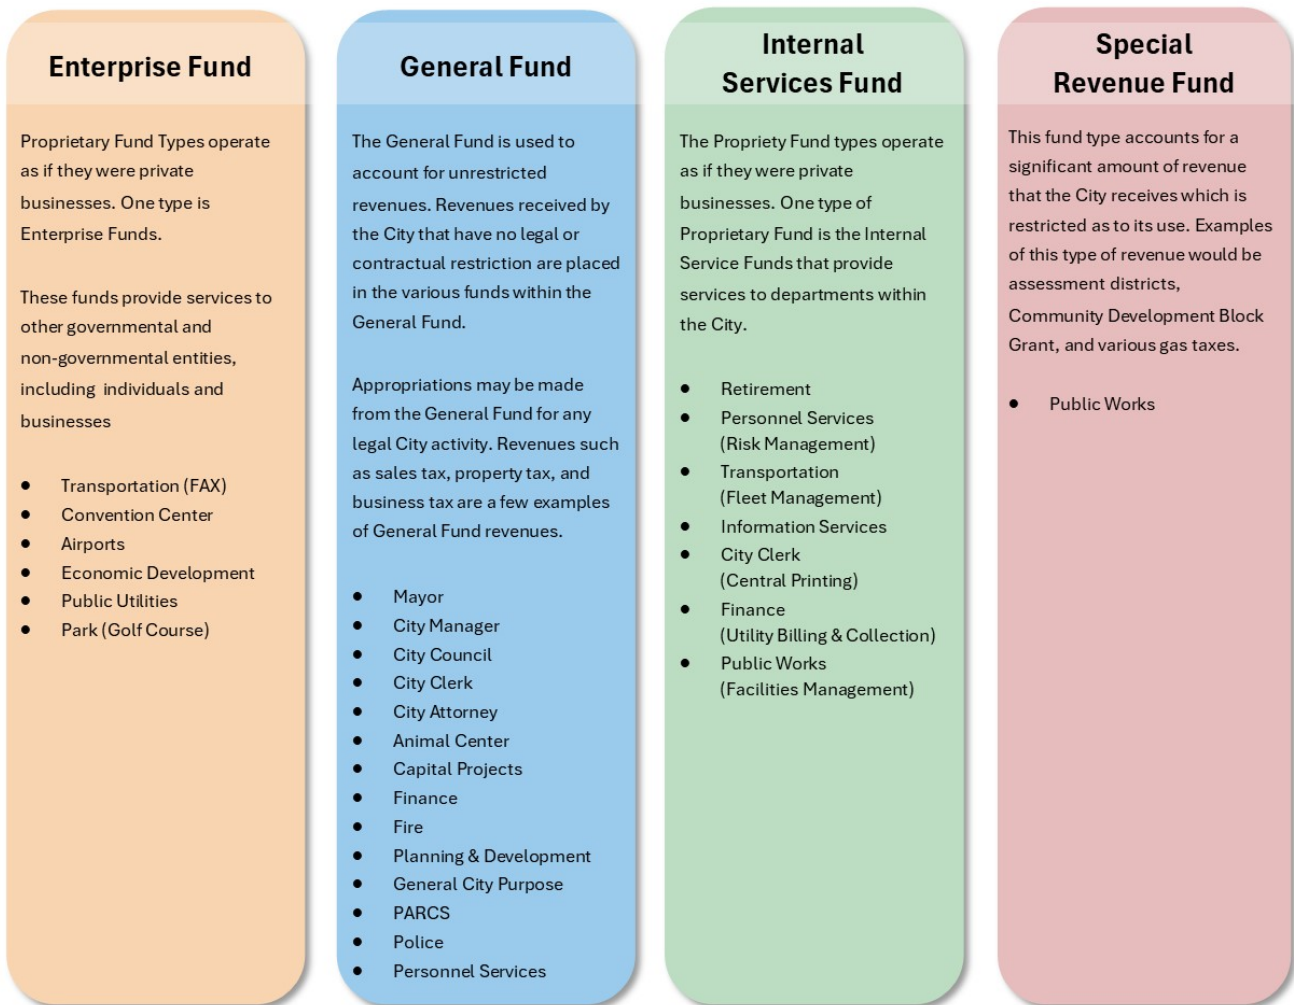 Enterprise Fund
Proprietary Fund Types operate
as if they were private
businesses. One type is
Enterprise Funds.
These funds provide services to
other governmental and
non-governmental entities,
including individuals and
businesses
● Transportation (FAX)
● Convention Center
● Airports
● Economic Development
● Public Utilities
● Park (Golf Course)
General Fund
The General Fund is used to
account for unrestricted
revenues. Revenues received by
the City that have no legal or
contractual restriction are placed
in the various funds within the
General Fund.
Appropriations may be made
from the General Fund for any
legal City activity. Revenues such
as sales tax, property tax, and
business tax are a few examples
of General Fund revenues.
● Mayor
● City Manager
● City Council
● City Clerk
● City Attorney
● Animal Center
● Capital Projects
● Finance
● Fire
● Planning & Development
● General City Purpose
● PARCS
● Police
● Personnel Services
Internal
Services Fund
The Propriety Fund types operate
as if they were private
businesses. One type of
Proprietary Fund is the Internal
Service Funds that provide
services to departments within
the City.
● Retirement
● Personnel Services
(Risk Management)
● Transportation
(Fleet Management)
● Information Services
● City Clerk
(Central Printing)
● Finance
(Utility Billing & Collection)
● Public Works
(Facilities Management)
Special
Revenue Fund
This fund type accounts for a
significant amount of revenue
that the City receives which is
restricted as to its use. Examples
of this type of revenue would be
assessment districts,
Community Development Block
Grant, and various gas taxes.
● Public Works